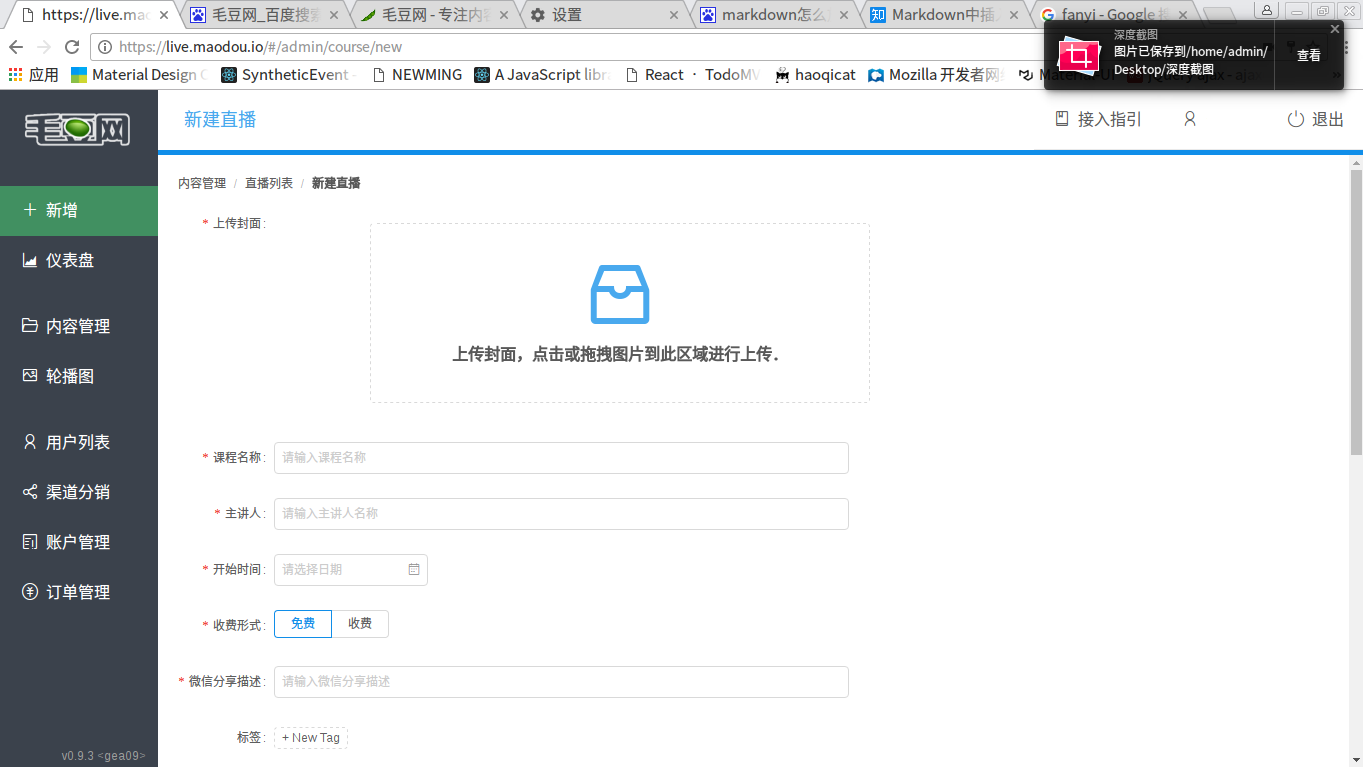 https://live.mao
毛豆网_百度搜索
毛豆网 - 专注内容
设置
markdown怎么
Markdown中插
fanyi - Google 搜
https://live.maodou.io/#/admin/course/new
深度截图
图片已保存到/home/admin/
Desktop/深度截图
查看
应用
Material Design
SyntheticEvent -
NEWMING
A JavaScript libr
React · TodoMV
haoqicat
Mozilla 开发者网
Material-UI
jQuery ajax - ajax
毛豆网
新建直播
接入指引
退出
新增
仪表盘
内容管理
轮播图
用户列表
渠道分销
账户管理
订单管理
v0.9.3 <gea09>
内容管理 / 直播列表 / 新建直播
* 上传封面:
上传封面，点击或拖拽图片到此区域进行上传.
* 课程名称: 请输入课程名称
* 主讲人: 请输入主讲人名称
* 开始时间: 请选择日期
* 收费形式: 免费 收费
* 微信分享描述: 请输入微信分享描述
标签: + New Tag